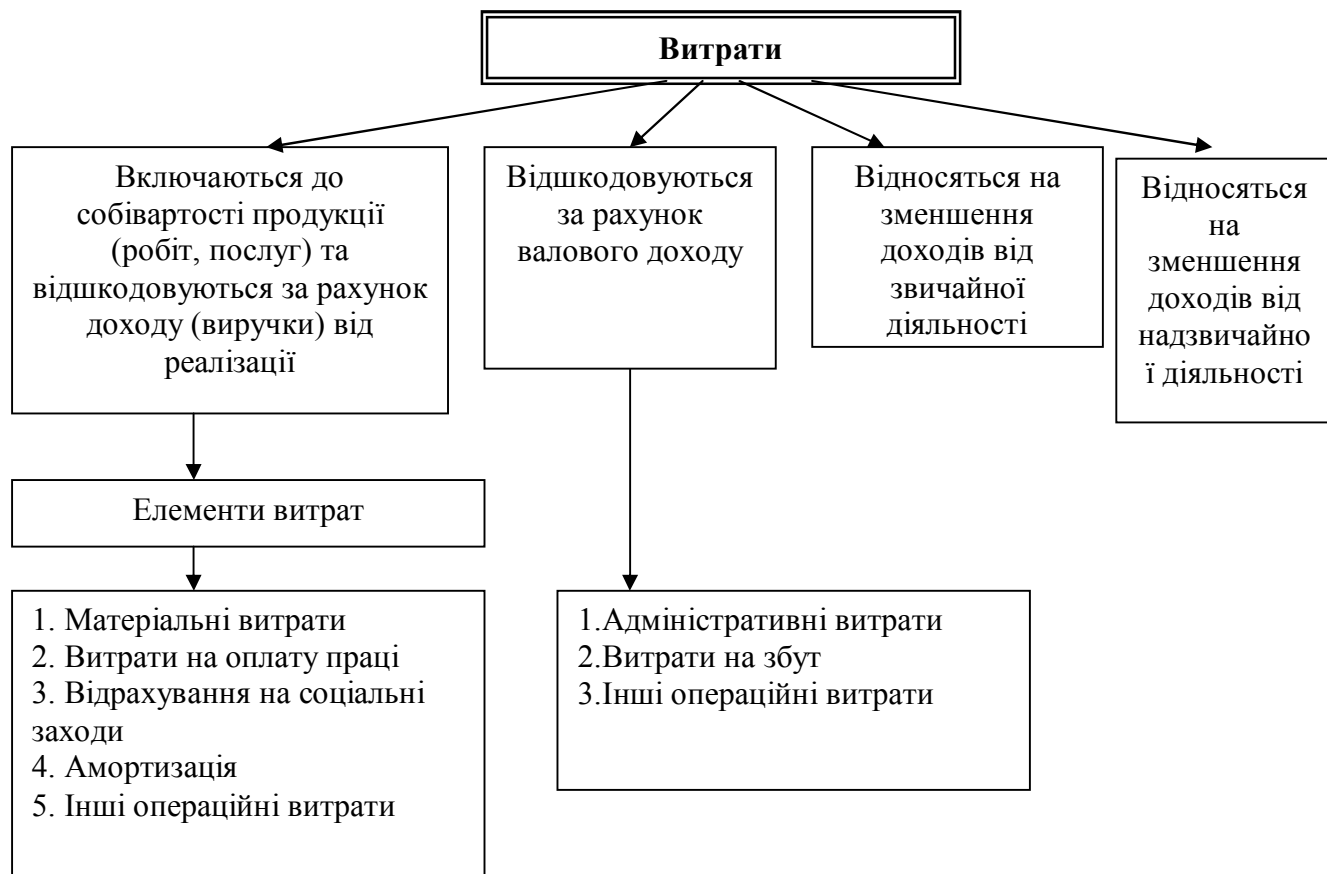 Витрати
Включаються до
собівартості продукції
(робіт, послуг) та
відшкодовуються за рахунок
доходу (виручки) від
реалізації
Відшкодовуються
за рахунок
валового доходу
Відносяться на
зменшення
доходів від
звичайної
діяльності
Відносяться
на
зменшення
доходів від
надзвичайно
ї діяльності
Елементи витрат
1. Матеріальні витрати
2. Витрати на оплату праці
3. Відрахування на соціальні
заходи
4. Амортизація
5. Інші операційні витрати
1.Адміністративні витрати
2.Витрати на збут
3.Інші операційні витрати